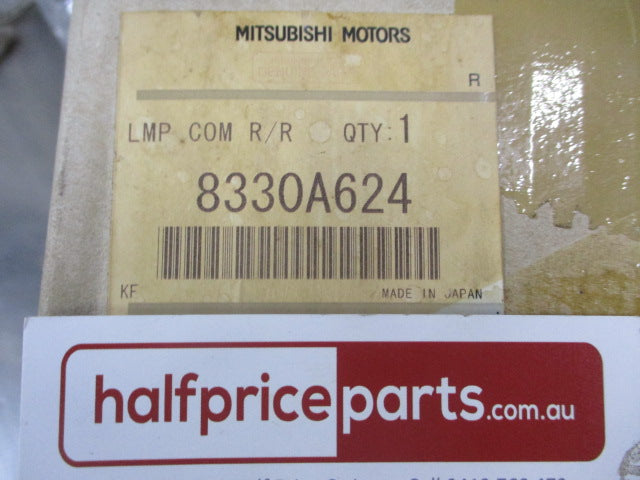 MITSUBISHI MOTORS
R
LMP COM R/R QTY:1
8330A624
KF MADE IN JAPAN
halfpriceparts.com.au